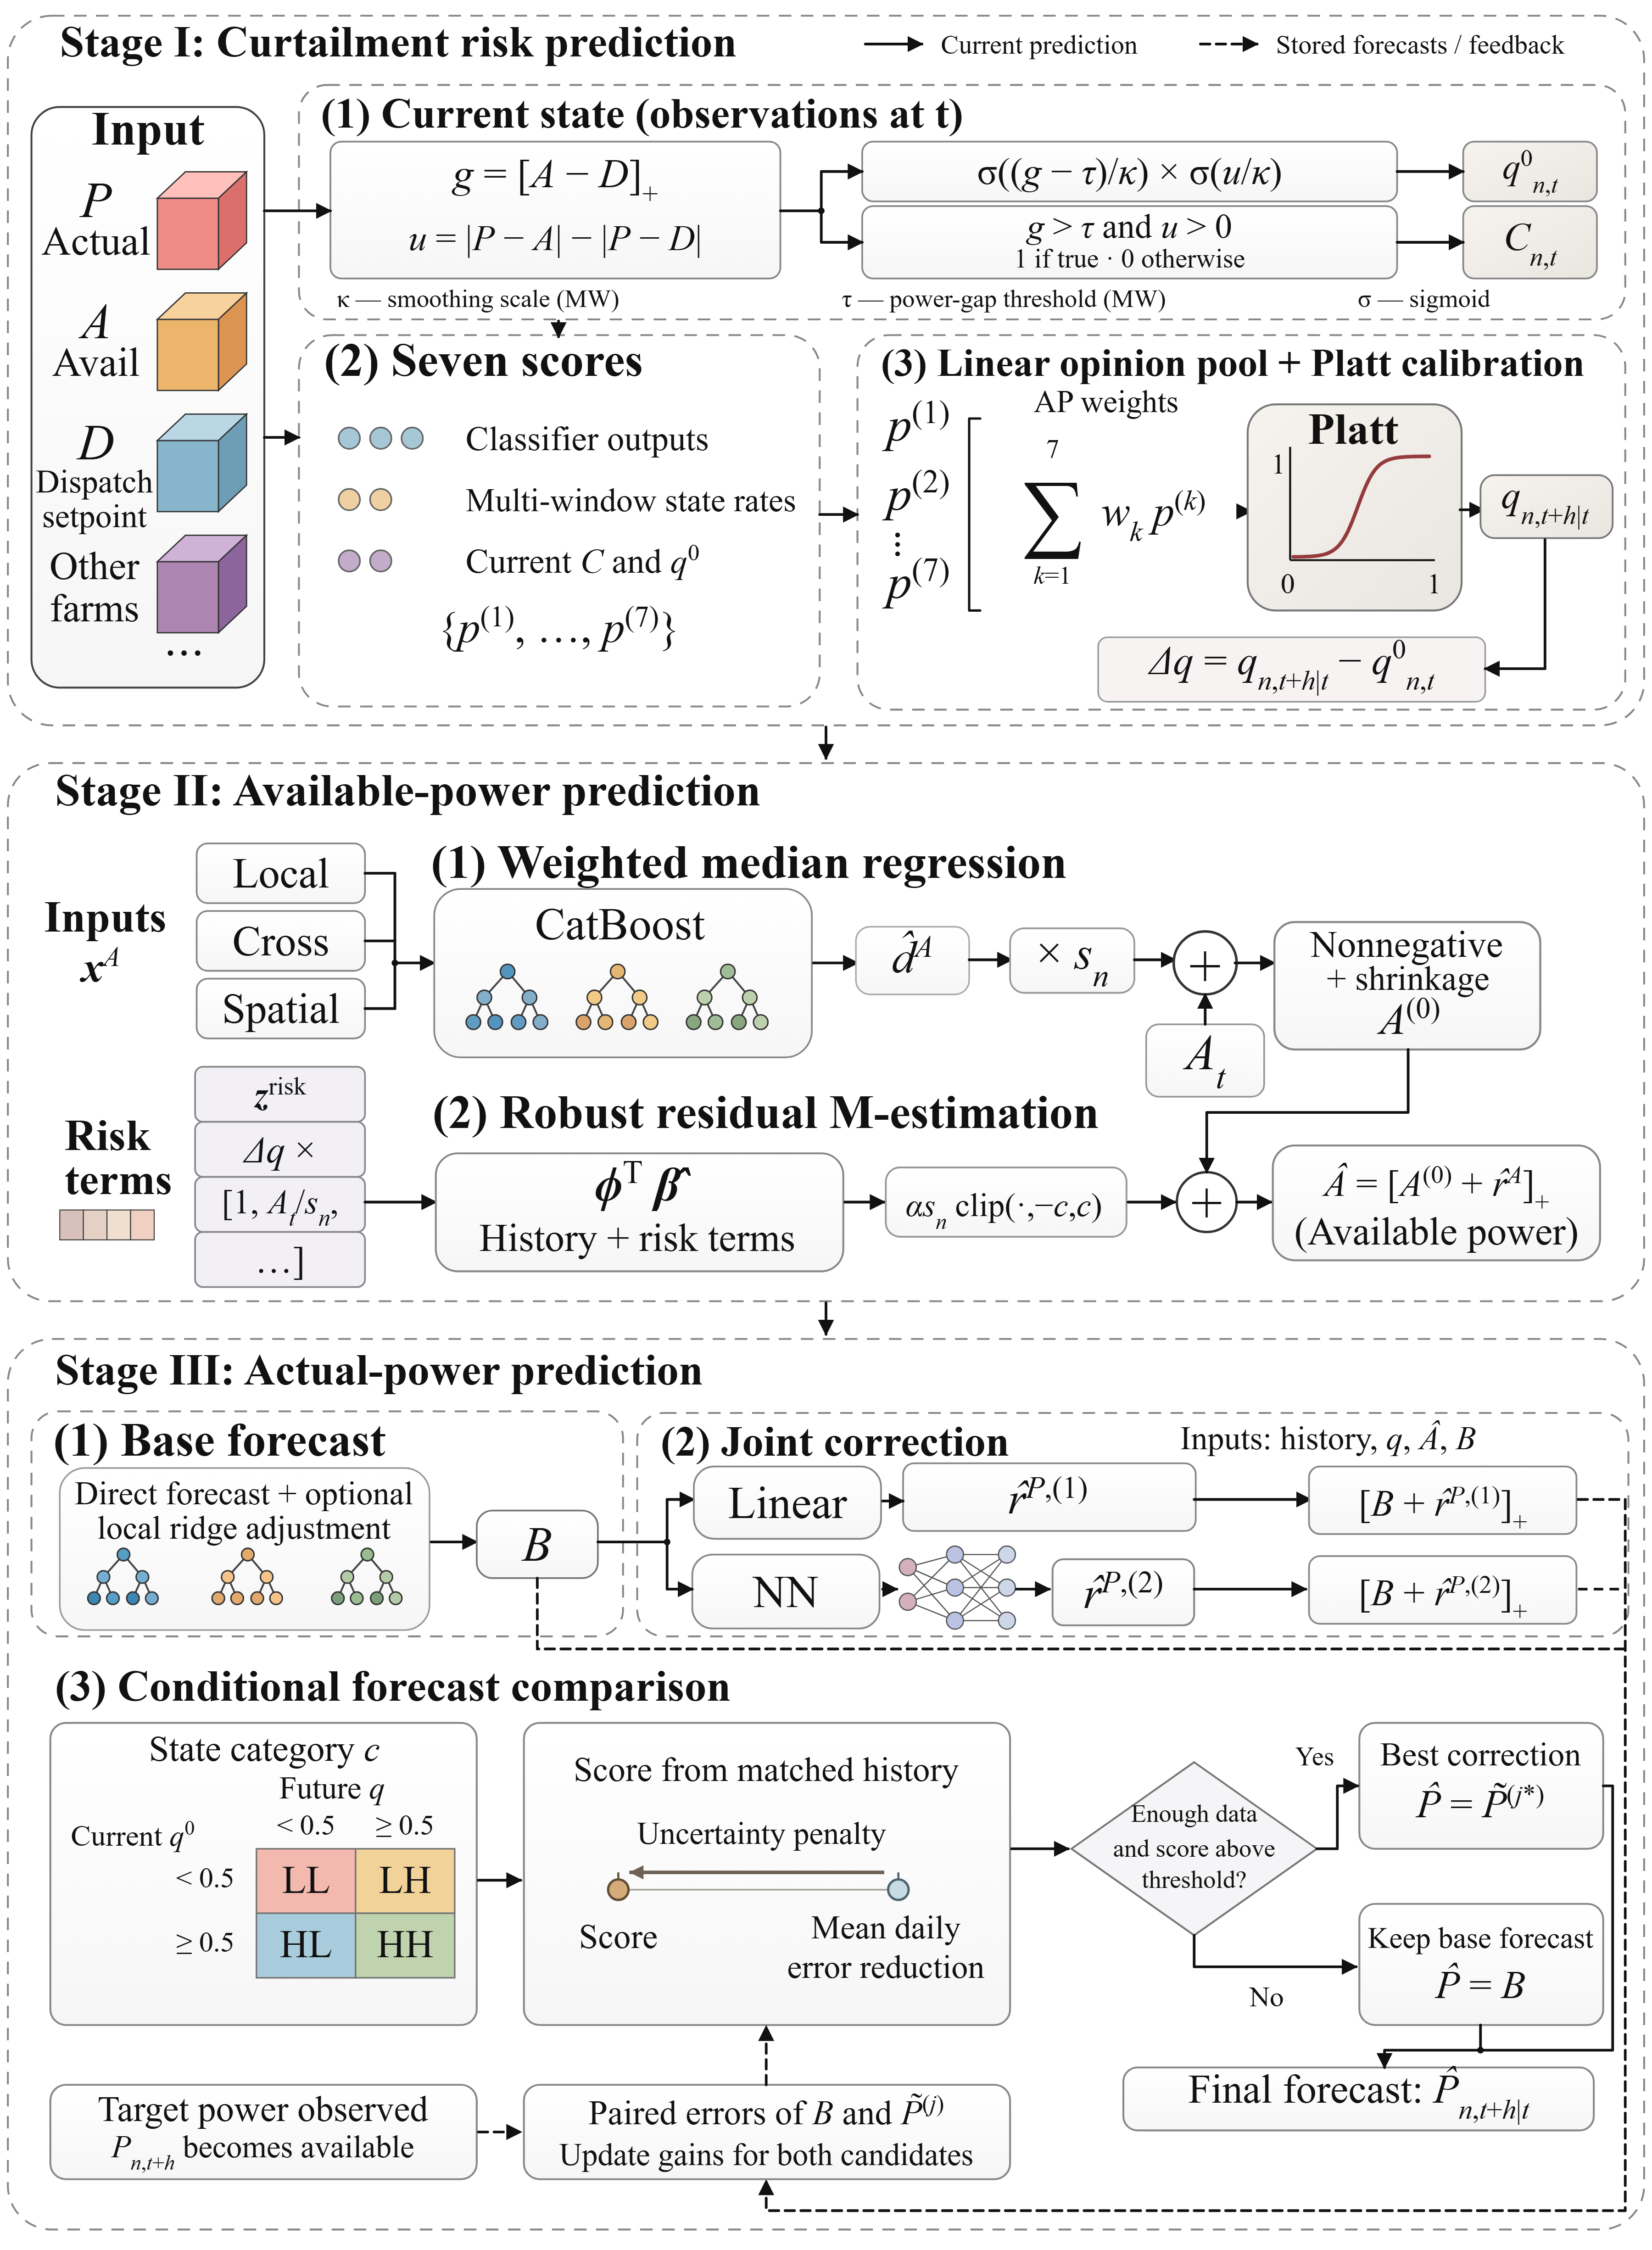 Stage I: Curtailment risk prediction
Current prediction
Stored forecasts / feedback
Input
P
Actual
A
Avail
D
Dispatch
setpoint
Other
farms
…
(1) Current state (observations at t)
g = [A − D]₊
u = |P − A| − |P − D|
σ((g − τ)/κ) × σ(u/κ)
q⁰ₙ,ₜ
g > τ and u > 0
1 if true · 0 otherwise
Cₙ,ₜ
κ — smoothing scale (MW)
τ — power-gap threshold (MW)
σ — sigmoid
(2) Seven scores
Classifier outputs
Multi-window state rates
Current C and q⁰
{p⁽¹⁾, …, p⁽⁷⁾}
(3) Linear opinion pool + Platt calibration
p⁽¹⁾
p⁽²⁾
⋮
p⁽⁷⁾
AP weights
7
∑ wₖ p⁽ᵏ⁾
k=1
Platt
1
0 1
q_{n,t+h|t}
Δq = q_{n,t+h|t} − q⁰_{n,t}
Stage II: Available-power prediction
Inputs
x^A
Local
Cross
Spatial
(1) Weighted median regression
CatBoost
d̂^A
× sₙ
+
Aₜ
Nonnegative
+ shrinkage
A⁽⁰⁾
Risk
terms
z^risk
Δq ×
[1, Aₜ/sₙ,
…]
(2) Robust residual M-estimation
ϕ^T β̂
History + risk terms
αsₙ clip(·,−c,c)
+
Â = [A⁽⁰⁾ + r̂^A]₊
(Available power)
Stage III: Actual-power prediction
(1) Base forecast
Direct forecast + optional
local ridge adjustment
B
(2) Joint correction
Inputs: history, q, Â, B
Linear
r̂^{P,(1)}
[B + r̂^{P,(1)}]₊
NN
r̂^{P,(2)}
[B + r̂^{P,(2)}]₊
(3) Conditional forecast comparison
State category c
Future q
Current q⁰
< 0.5 ≥ 0.5
< 0.5
LL LH
≥ 0.5
HL HH
Score from matched history
Uncertainty penalty
Score
Mean daily
error reduction
Enough data
and score above
threshold?
Yes
No
Best correction
P̂ = P̃^{(j*)}
Keep base forecast
P̂ = B
Final forecast: P̂_{n,t+h|t}
Target power observed
P_{n,t+h} becomes available
Paired errors of B and P̃^{(j)}
Update gains for both candidates